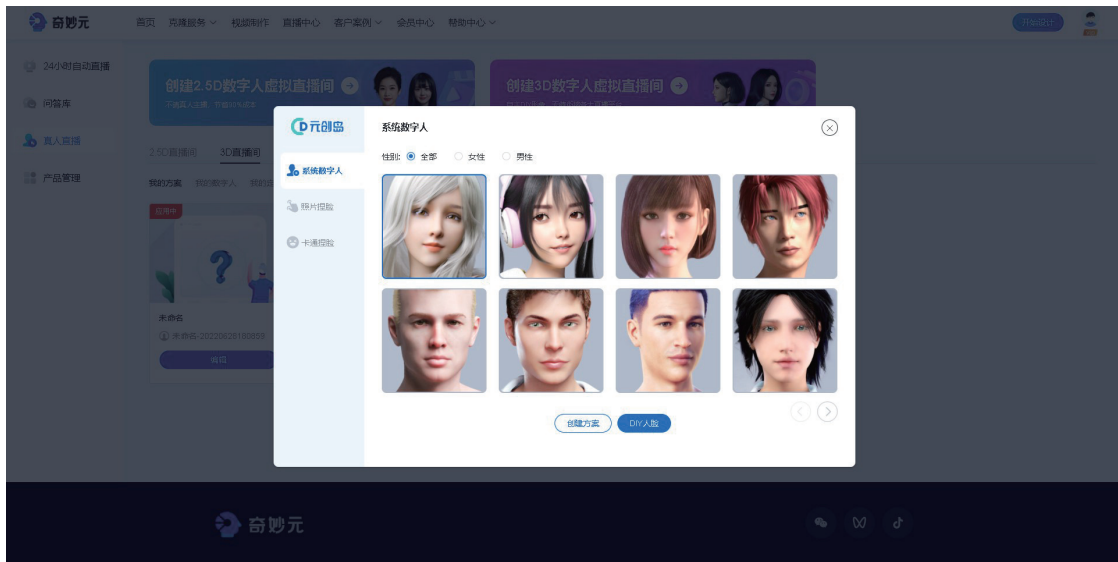 奇妙元
首页 克隆服务 视频制作 直播中心 客户案例 会员中心 帮助中心
开始设计
24小时自动直播
问答库
真人直播
产品管理
创建2.5D数字人虚拟直播间
创建3D数字人虚拟直播间
2.5D直播间 3D直播间
我的方案 我的数字人
应用中
未命名
编辑
元创岛
系统数字人
照片捏脸
卡通捏脸
系统数字人
性别: 全部 女性 男性
创建方案 DIY人脸
奇妙元